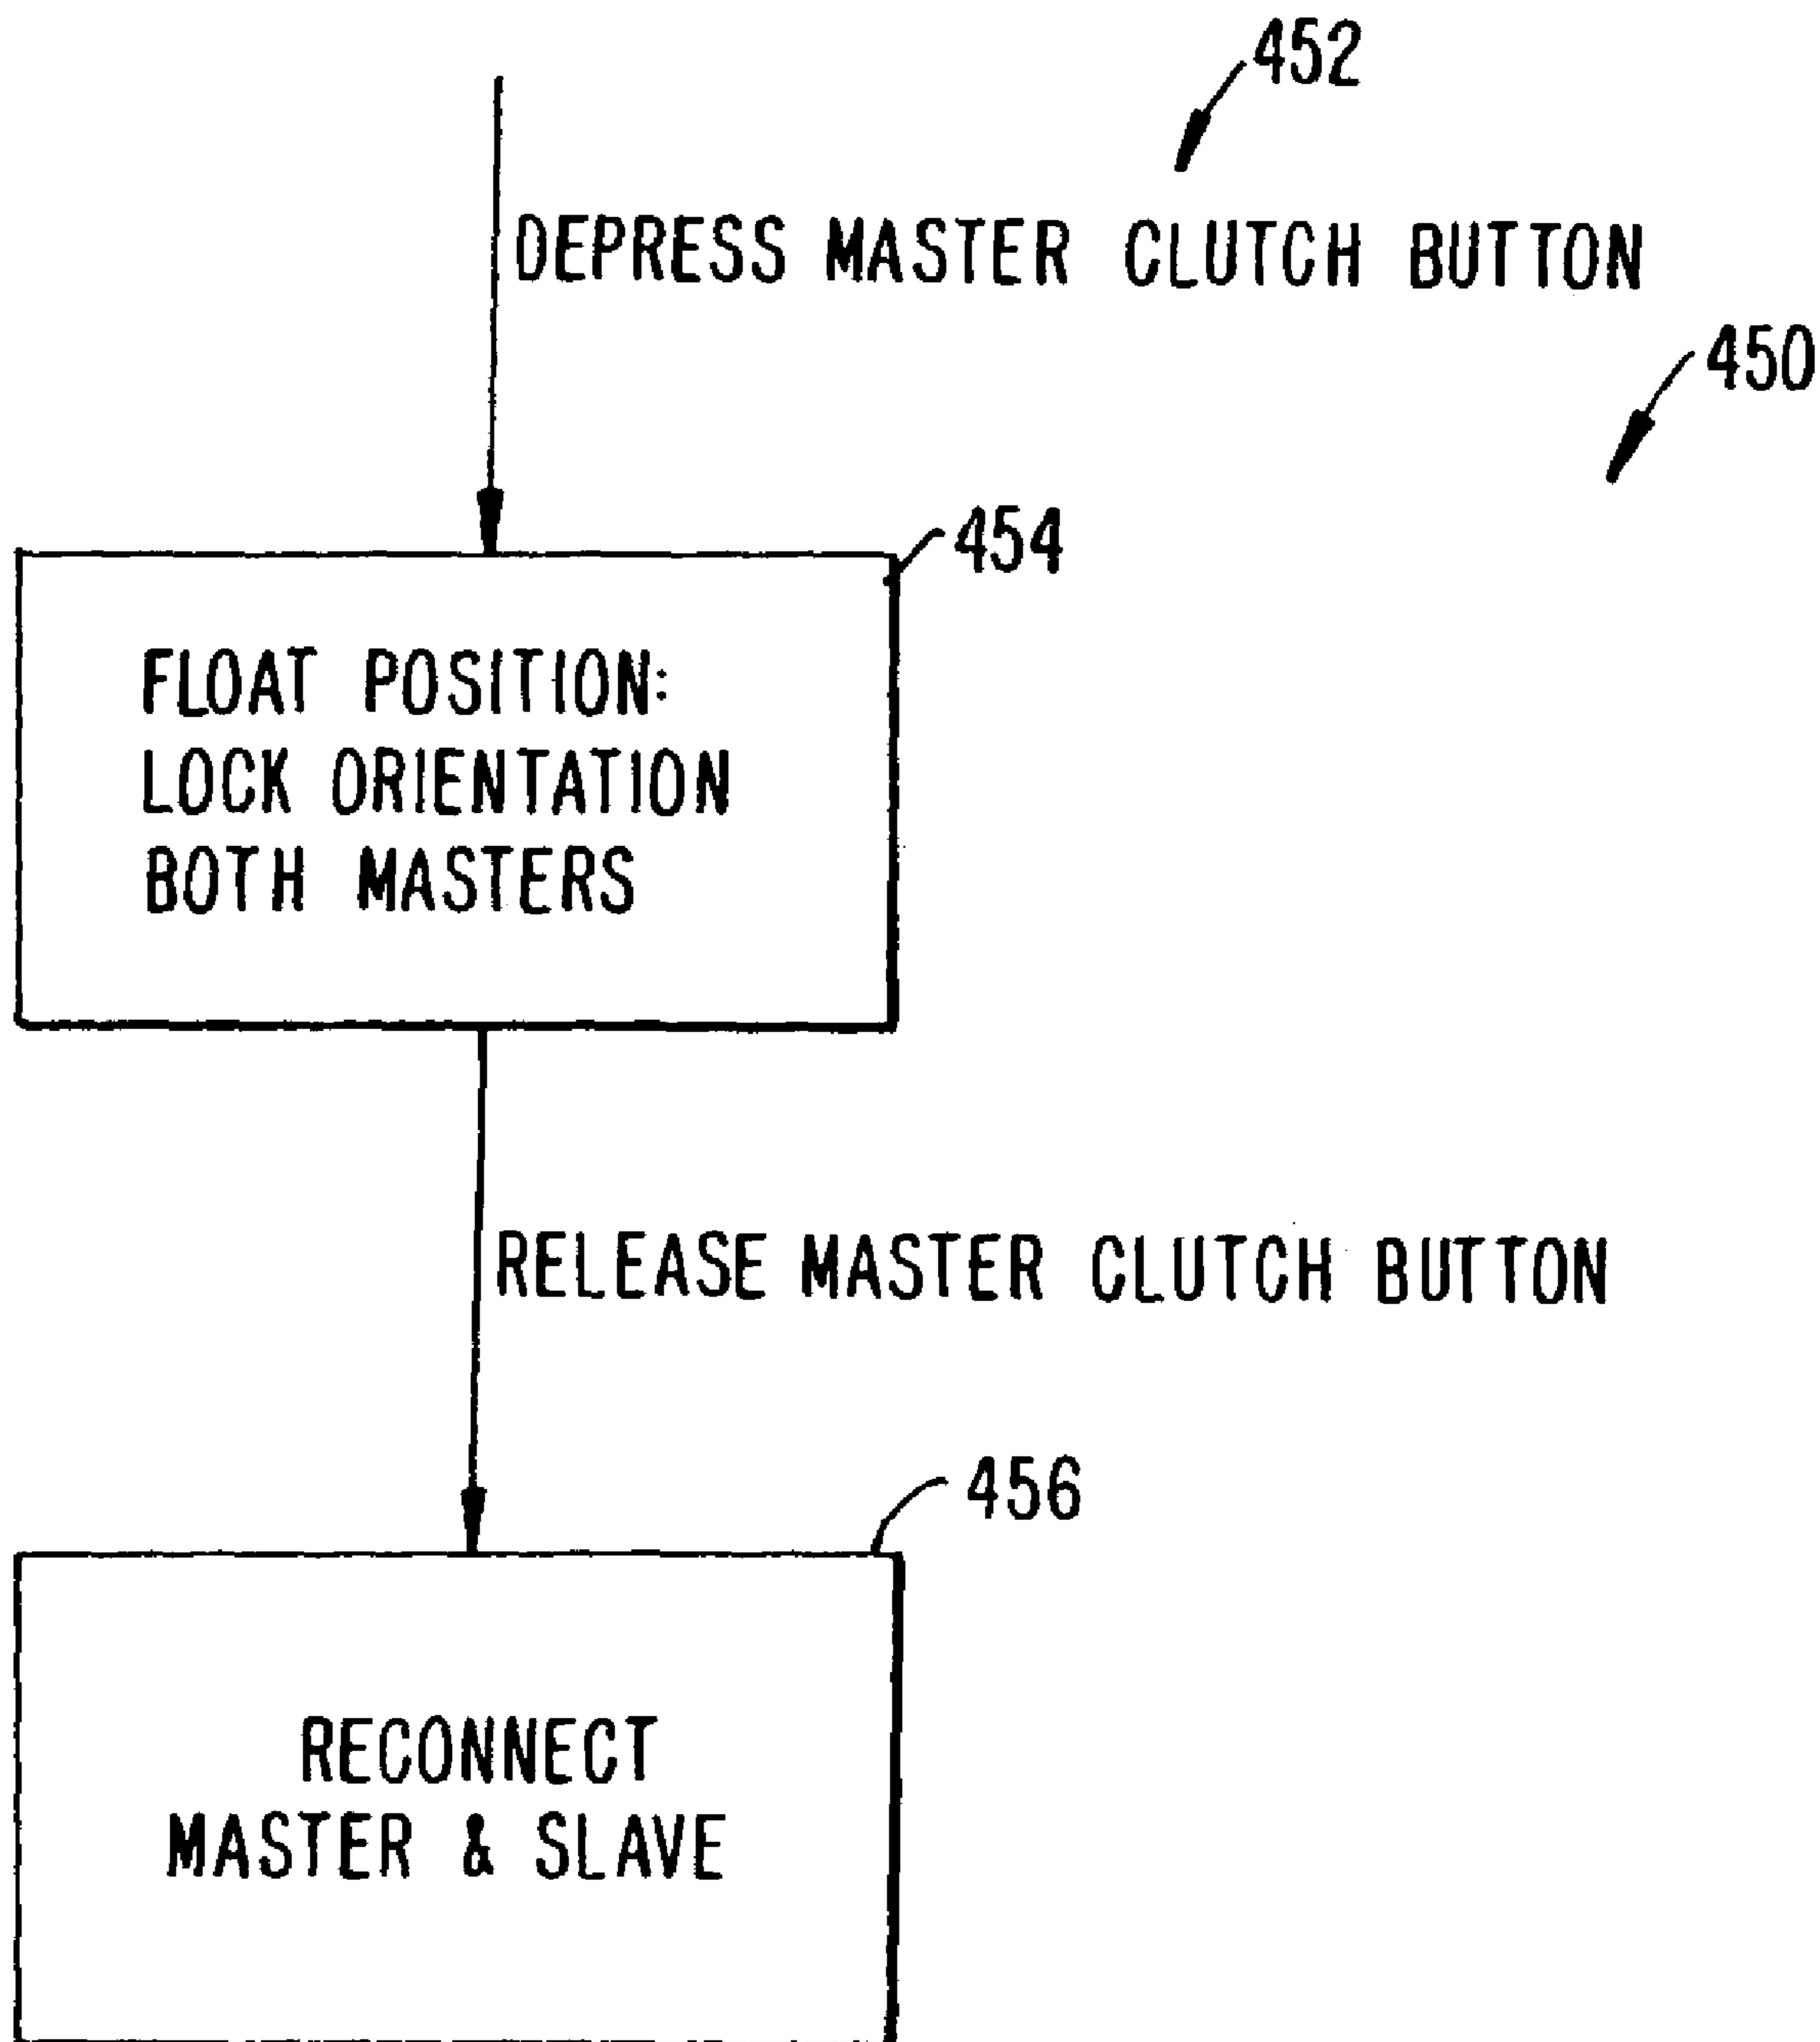 452
DEPRESS MASTER CLUTCH BUTTON
450
454
FLOAT POSITION:
LOCK ORIENTATION
BOTH MASTERS
RELEASE MASTER CLUTCH BUTTON
456
RECONNECT
MASTER & SLAVE